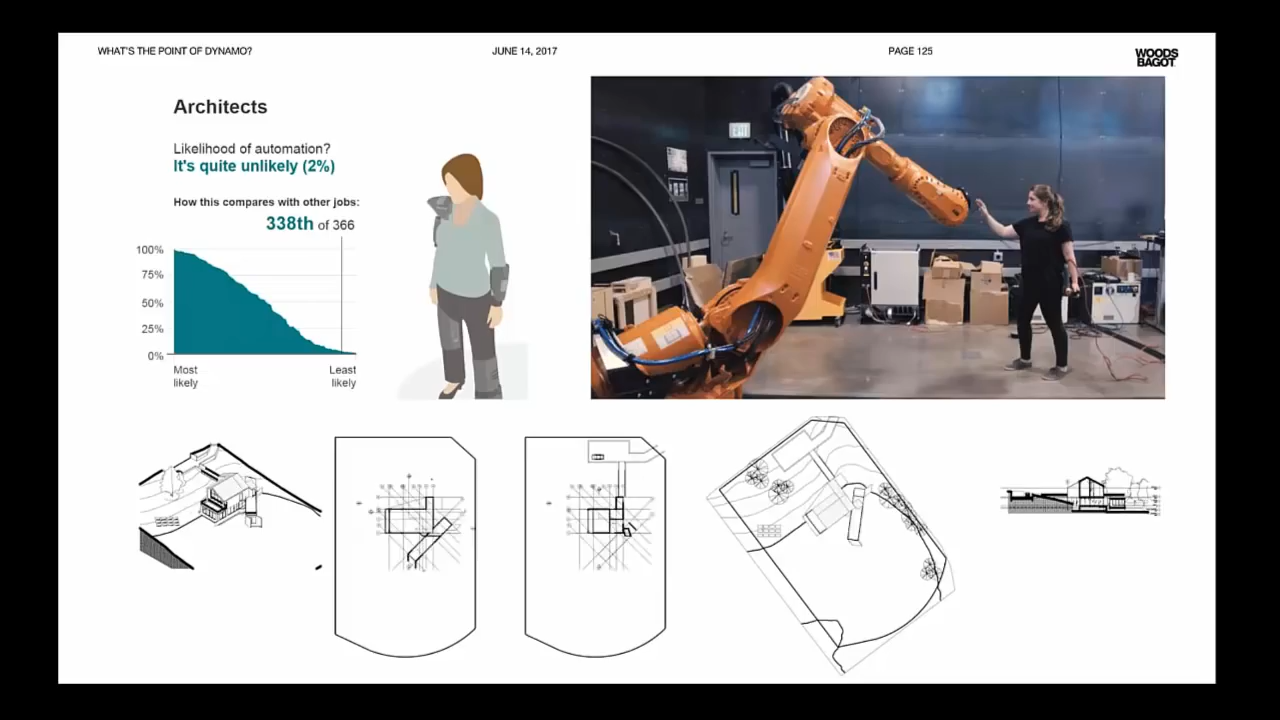 WHAT'S THE POINT OF DYNAMO?
JUNE 14, 2017
PAGE 125
WOODS
BAGOT
Architects
Likelihood of automation?
It's quite unlikely (2%)
How this compares with other jobs:
338th of 366
100%
75%
50%
25%
0%
Most
likely
Least
likely